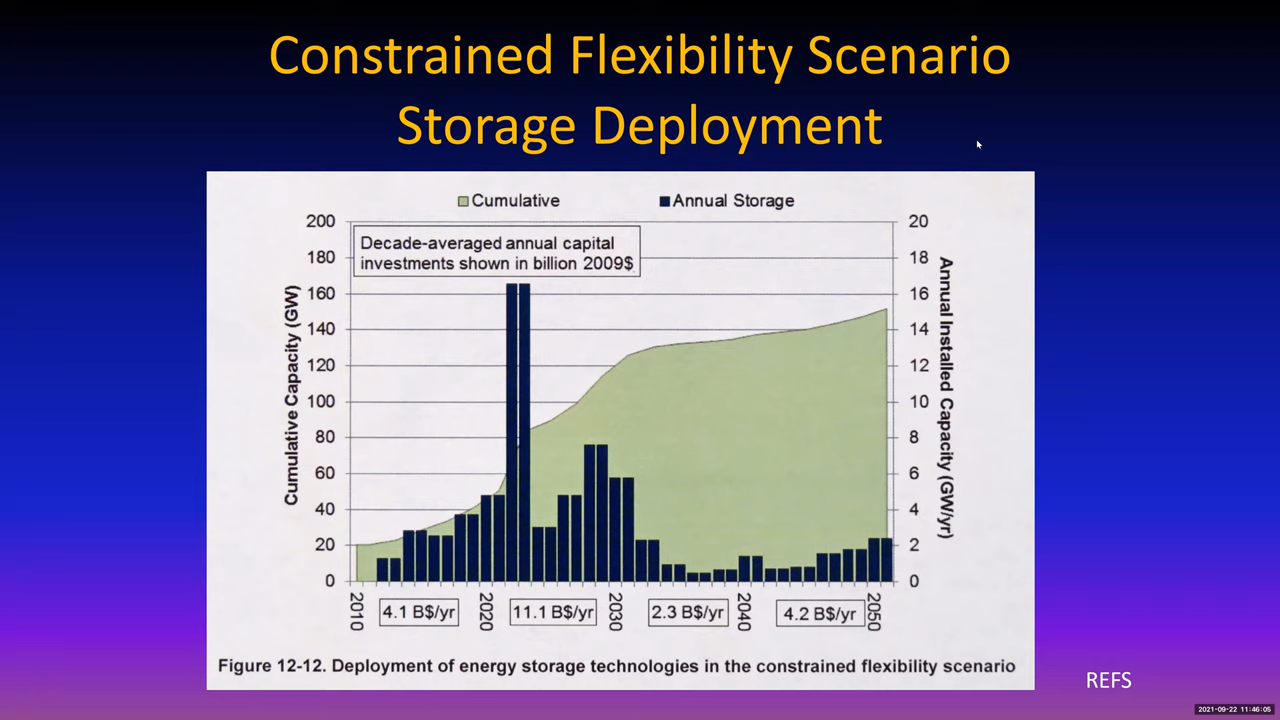 Constrained Flexibility Scenario
Storage Deployment
Cumulative
Annual Storage
Decade-averaged annual capital
investments shown in billion 2009$
Cumulative Capacity (GW)
200
180
160
140
120
100
80
60
40
20
0
20
18
16
14
12
10
8
6
4
2
0
Annual Installed Capacity (GW/yr)
2010
2020
2030
2040
2050
4.1 B$/yr
11.1 B$/yr
2.3 B$/yr
4.2 B$/yr
Figure 12-12. Deployment of energy storage technologies in the constrained flexibility scenario
REFS
2021-09-22 11:46:05